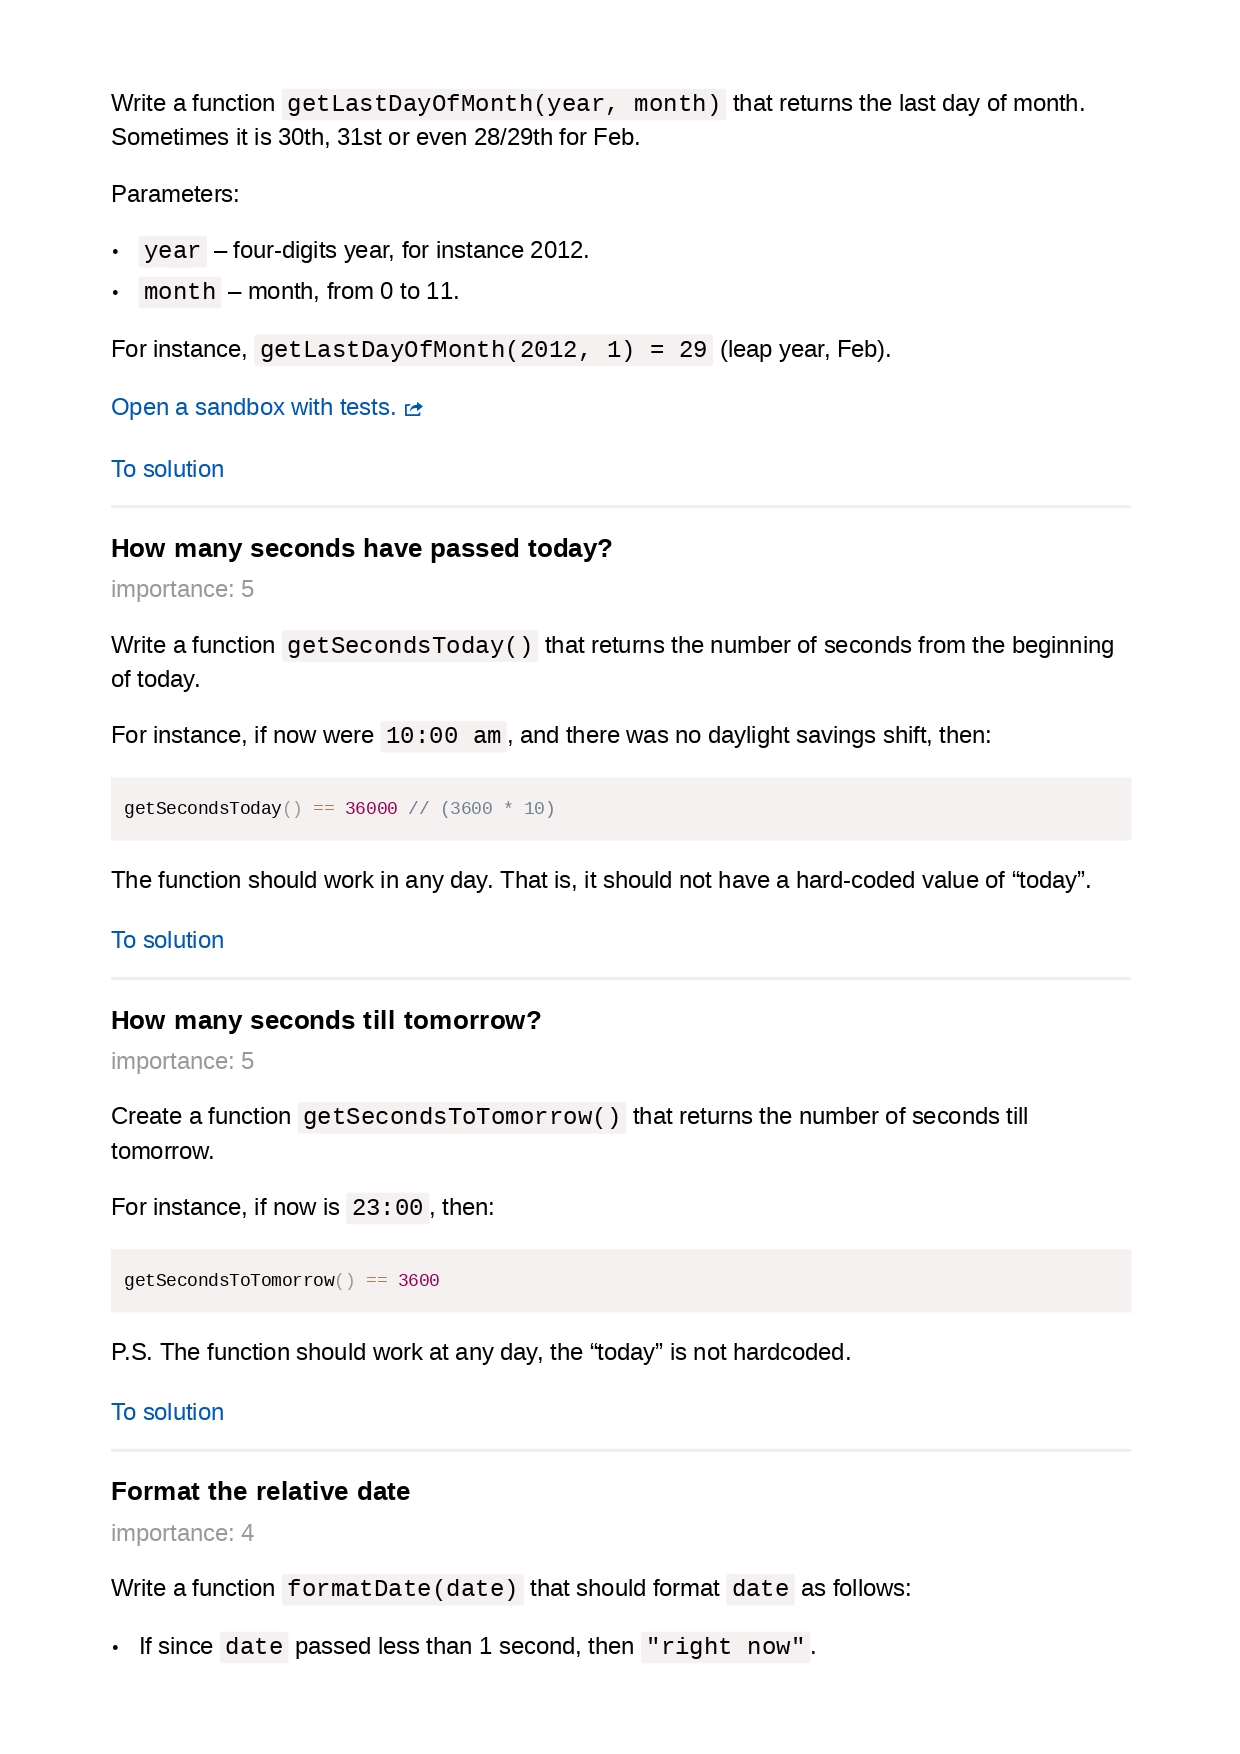 Write a function getLastDayOfMonth(year, month) that returns the last day of month.
Sometimes it is 30th, 31st or even 28/29th for Feb.
Parameters:
• year – four-digits year, for instance 2012.
• month – month, from 0 to 11.
For instance, getLastDayOfMonth(2012, 1) = 29 (leap year, Feb).
Open a sandbox with tests.
To solution
How many seconds have passed today?
importance: 5
Write a function getSecondsToday() that returns the number of seconds from the beginning
of today.
For instance, if now were 10:00 am, and there was no daylight savings shift, then:
getSecondsToday() == 36000 // (3600 * 10)
The function should work in any day. That is, it should not have a hard-coded value of “today”.
To solution
How many seconds till tomorrow?
importance: 5
Create a function getSecondsToTomorrow() that returns the number of seconds till
tomorrow.
For instance, if now is 23:00, then:
getSecondsToTomorrow() == 3600
P.S. The function should work at any day, the “today” is not hardcoded.
To solution
Format the relative date
importance: 4
Write a function formatDate(date) that should format date as follows:
• If since date passed less than 1 second, then "right now".